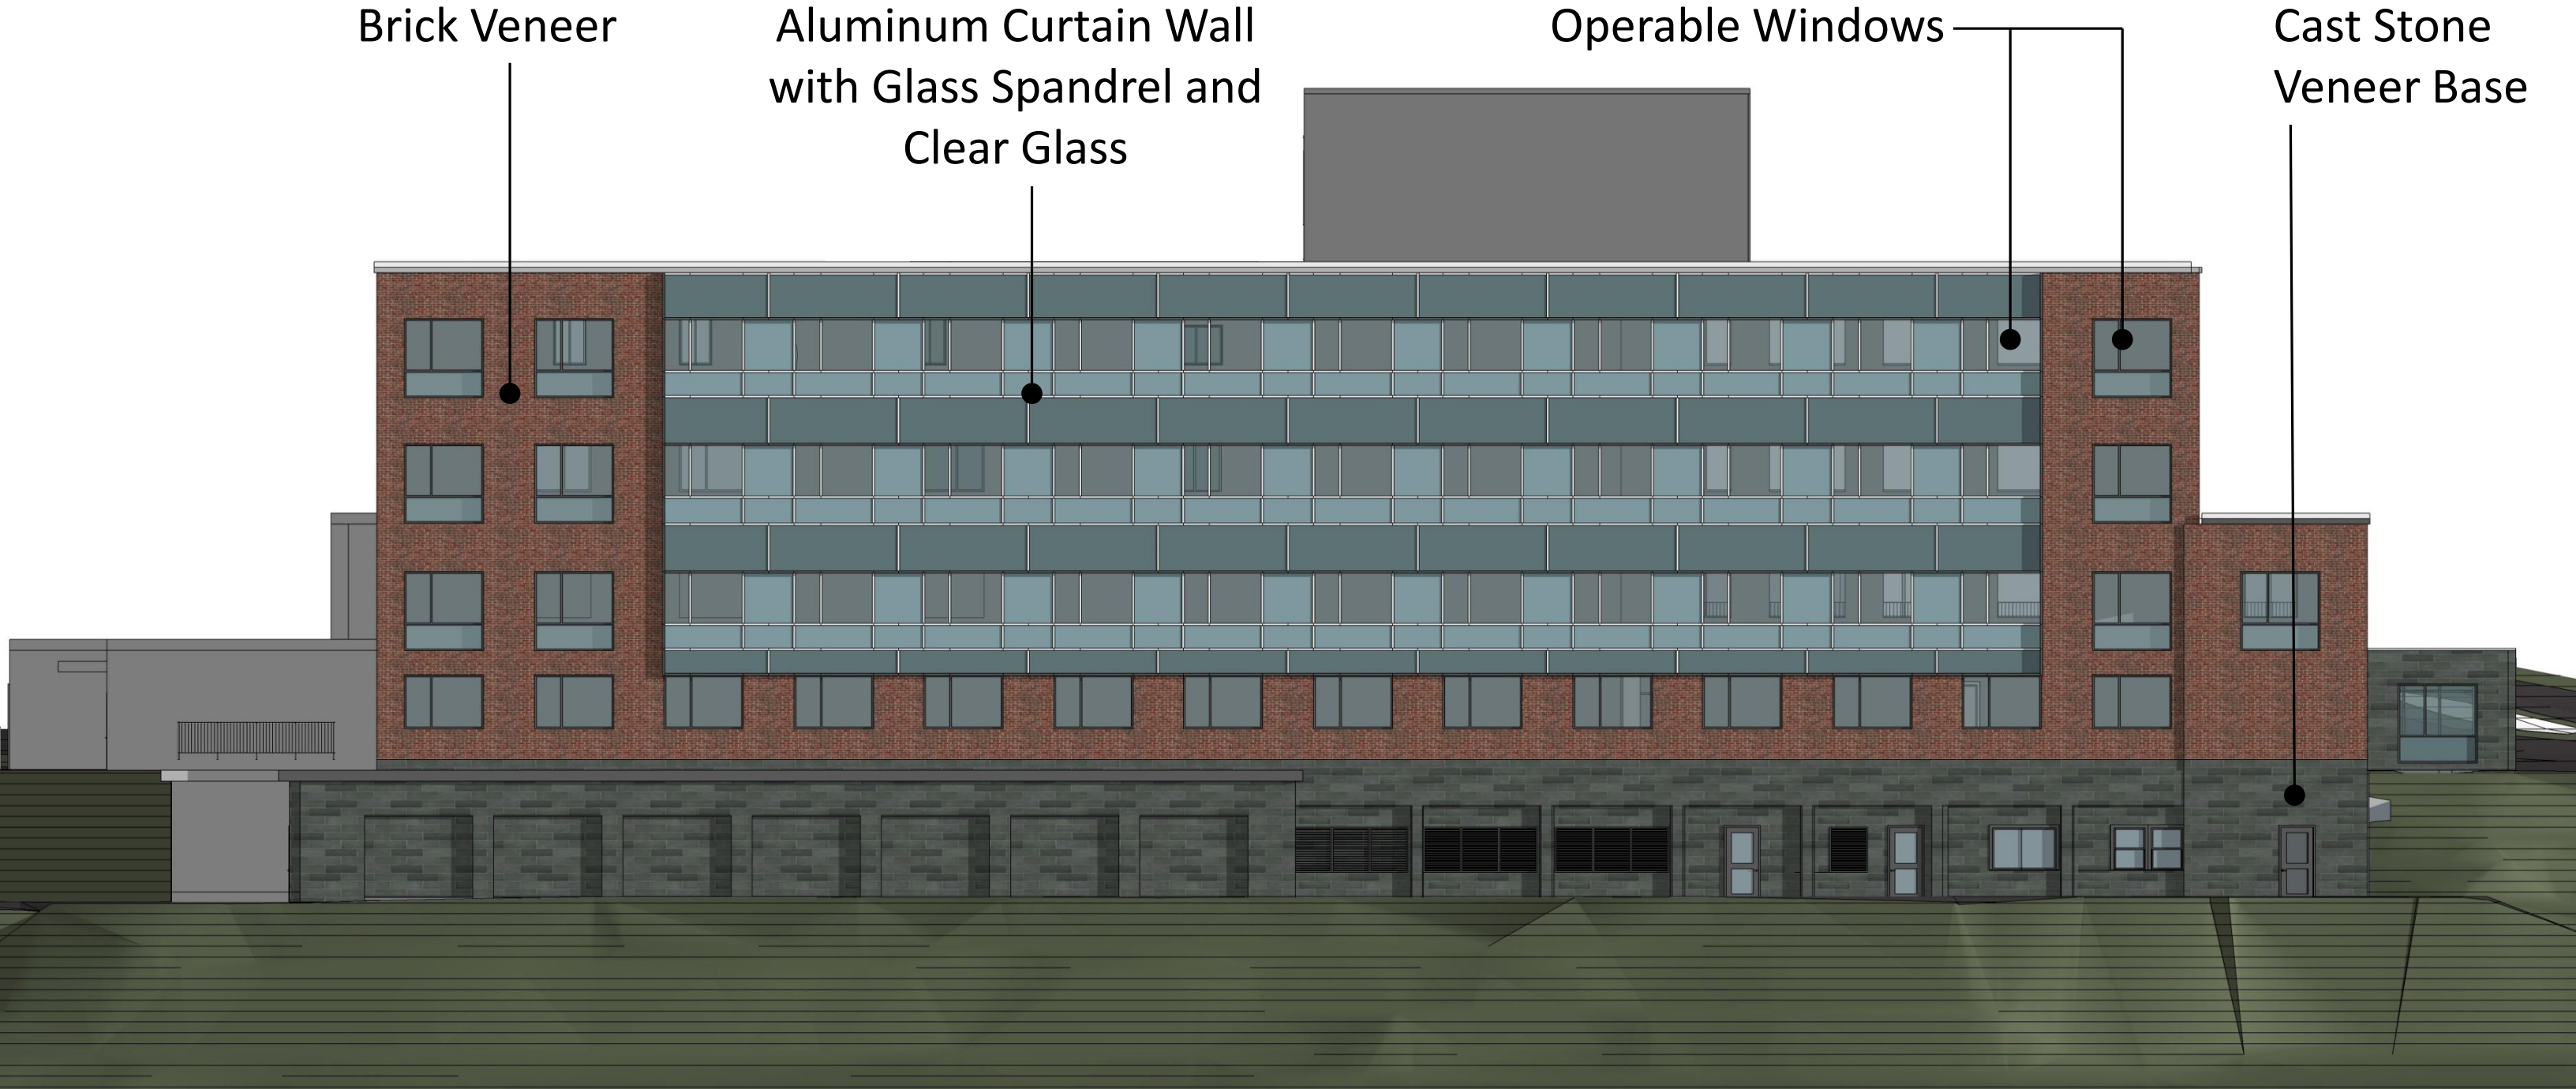 Brick Veneer
Aluminum Curtain Wall
with Glass Spandrel and
Clear Glass
Operable Windows
Cast Stone
Veneer Base